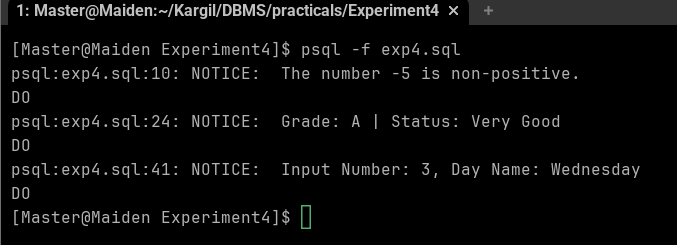 1: Master@Maiden:~/Kargil/DBMS/practicals/Experiment4 × +
[Master@Maiden Experiment4]$ psql -f exp4.sql
psql:exp4.sql:10: NOTICE:  The number -5 is non-positive.
DO
psql:exp4.sql:24: NOTICE:  Grade: A | Status: Very Good
DO
psql:exp4.sql:41: NOTICE:  Input Number: 3, Day Name: Wednesday
DO
[Master@Maiden Experiment4]$